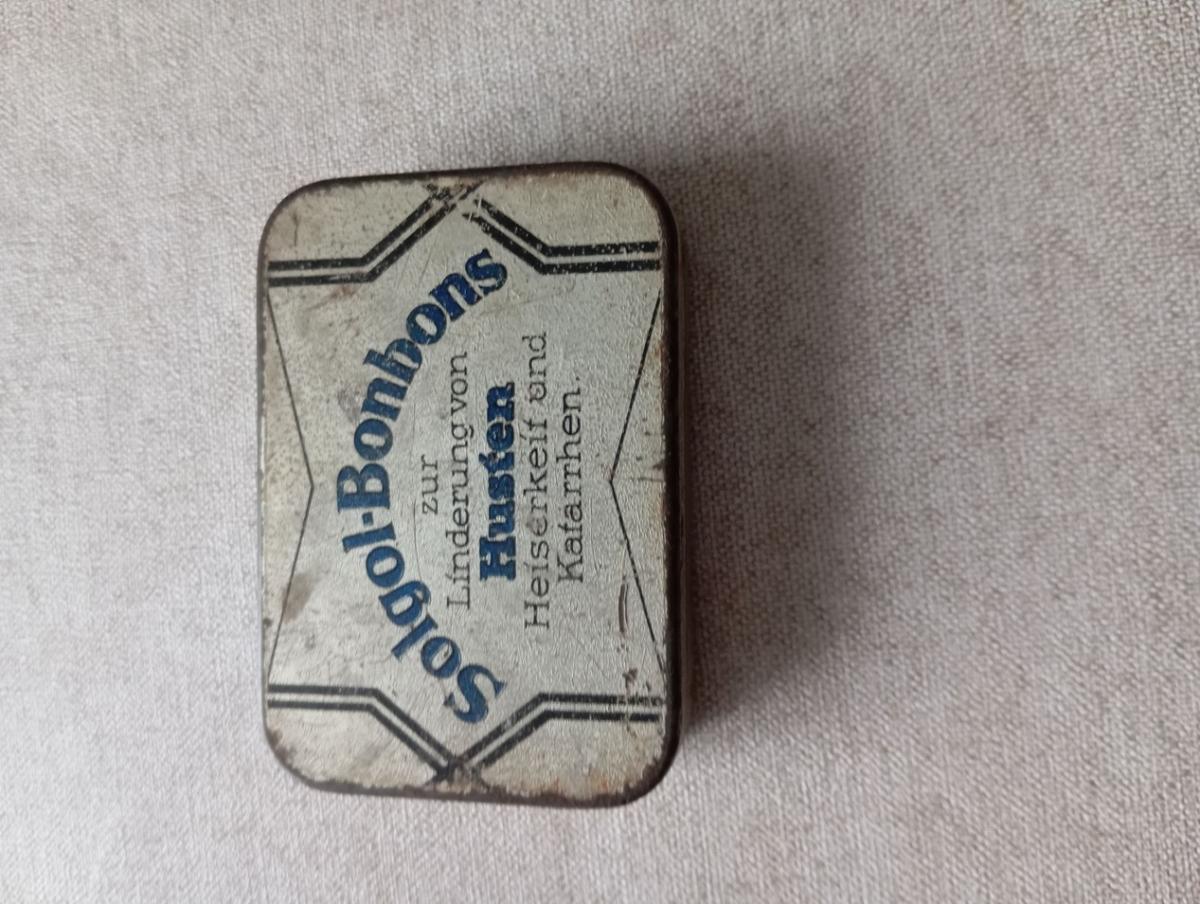 Solgol-Bonbons
zur
Linderung von
Husten
Heiserkeit und
Katarrhen.